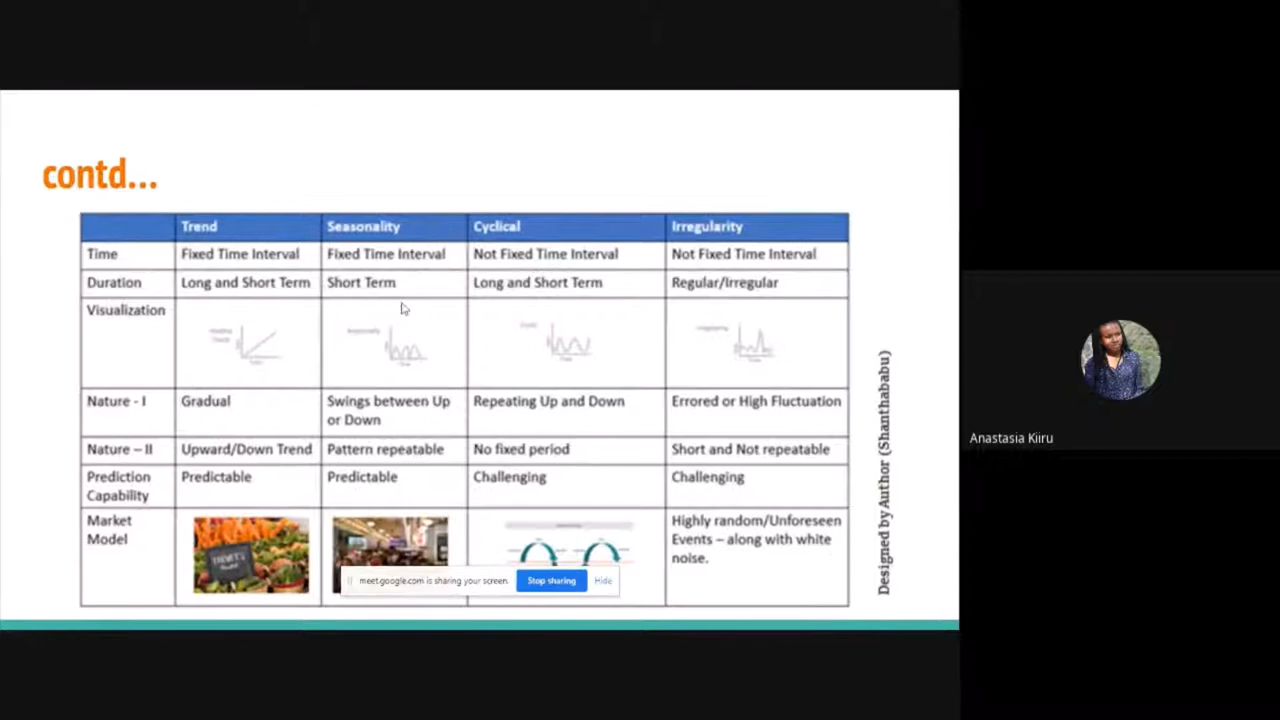 contd...
Trend Seasonality Cyclical Irregularity
Time Fixed Time Interval Fixed Time Interval Not Fixed Time Interval Not Fixed Time Interval
Duration Long and Short Term Short Term Long and Short Term Regular/Irregular
Visualization
Nature - I Gradual Swings between Up Repeating Up and Down Errored or High Fluctuation
or Down
Nature – II Upward/Down Trend Pattern repeatable No fixed period Short and Not repeatable
Prediction Predictable Predictable Challenging Challenging
Capability
Market Highly random/Unforeseen
Model Events – along with white
noise.
meet.google.com is sharing your screen. Stop sharing Hide
Designed by Author (Shanthababu)
Anastasia Kiiru